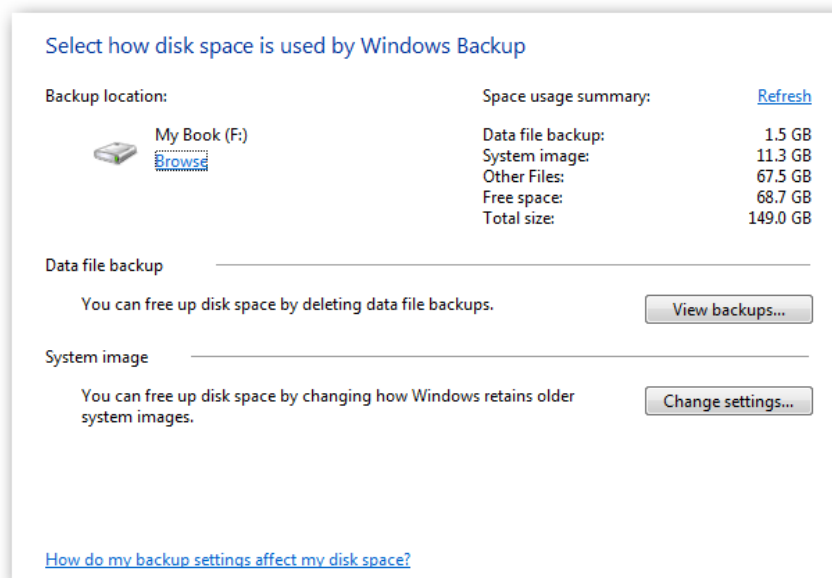 Select how disk space is used by Windows Backup
Backup location:
My Book (F:)
Browse
Space usage summary: Refresh
Data file backup: 1.5 GB
System image: 11.3 GB
Other Files: 67.5 GB
Free space: 68.7 GB
Total size: 149.0 GB
Data file backup
You can free up disk space by deleting data file backups.
View backups...
System image
You can free up disk space by changing how Windows retains older
system images.
Change settings...
How do my backup settings affect my disk space?